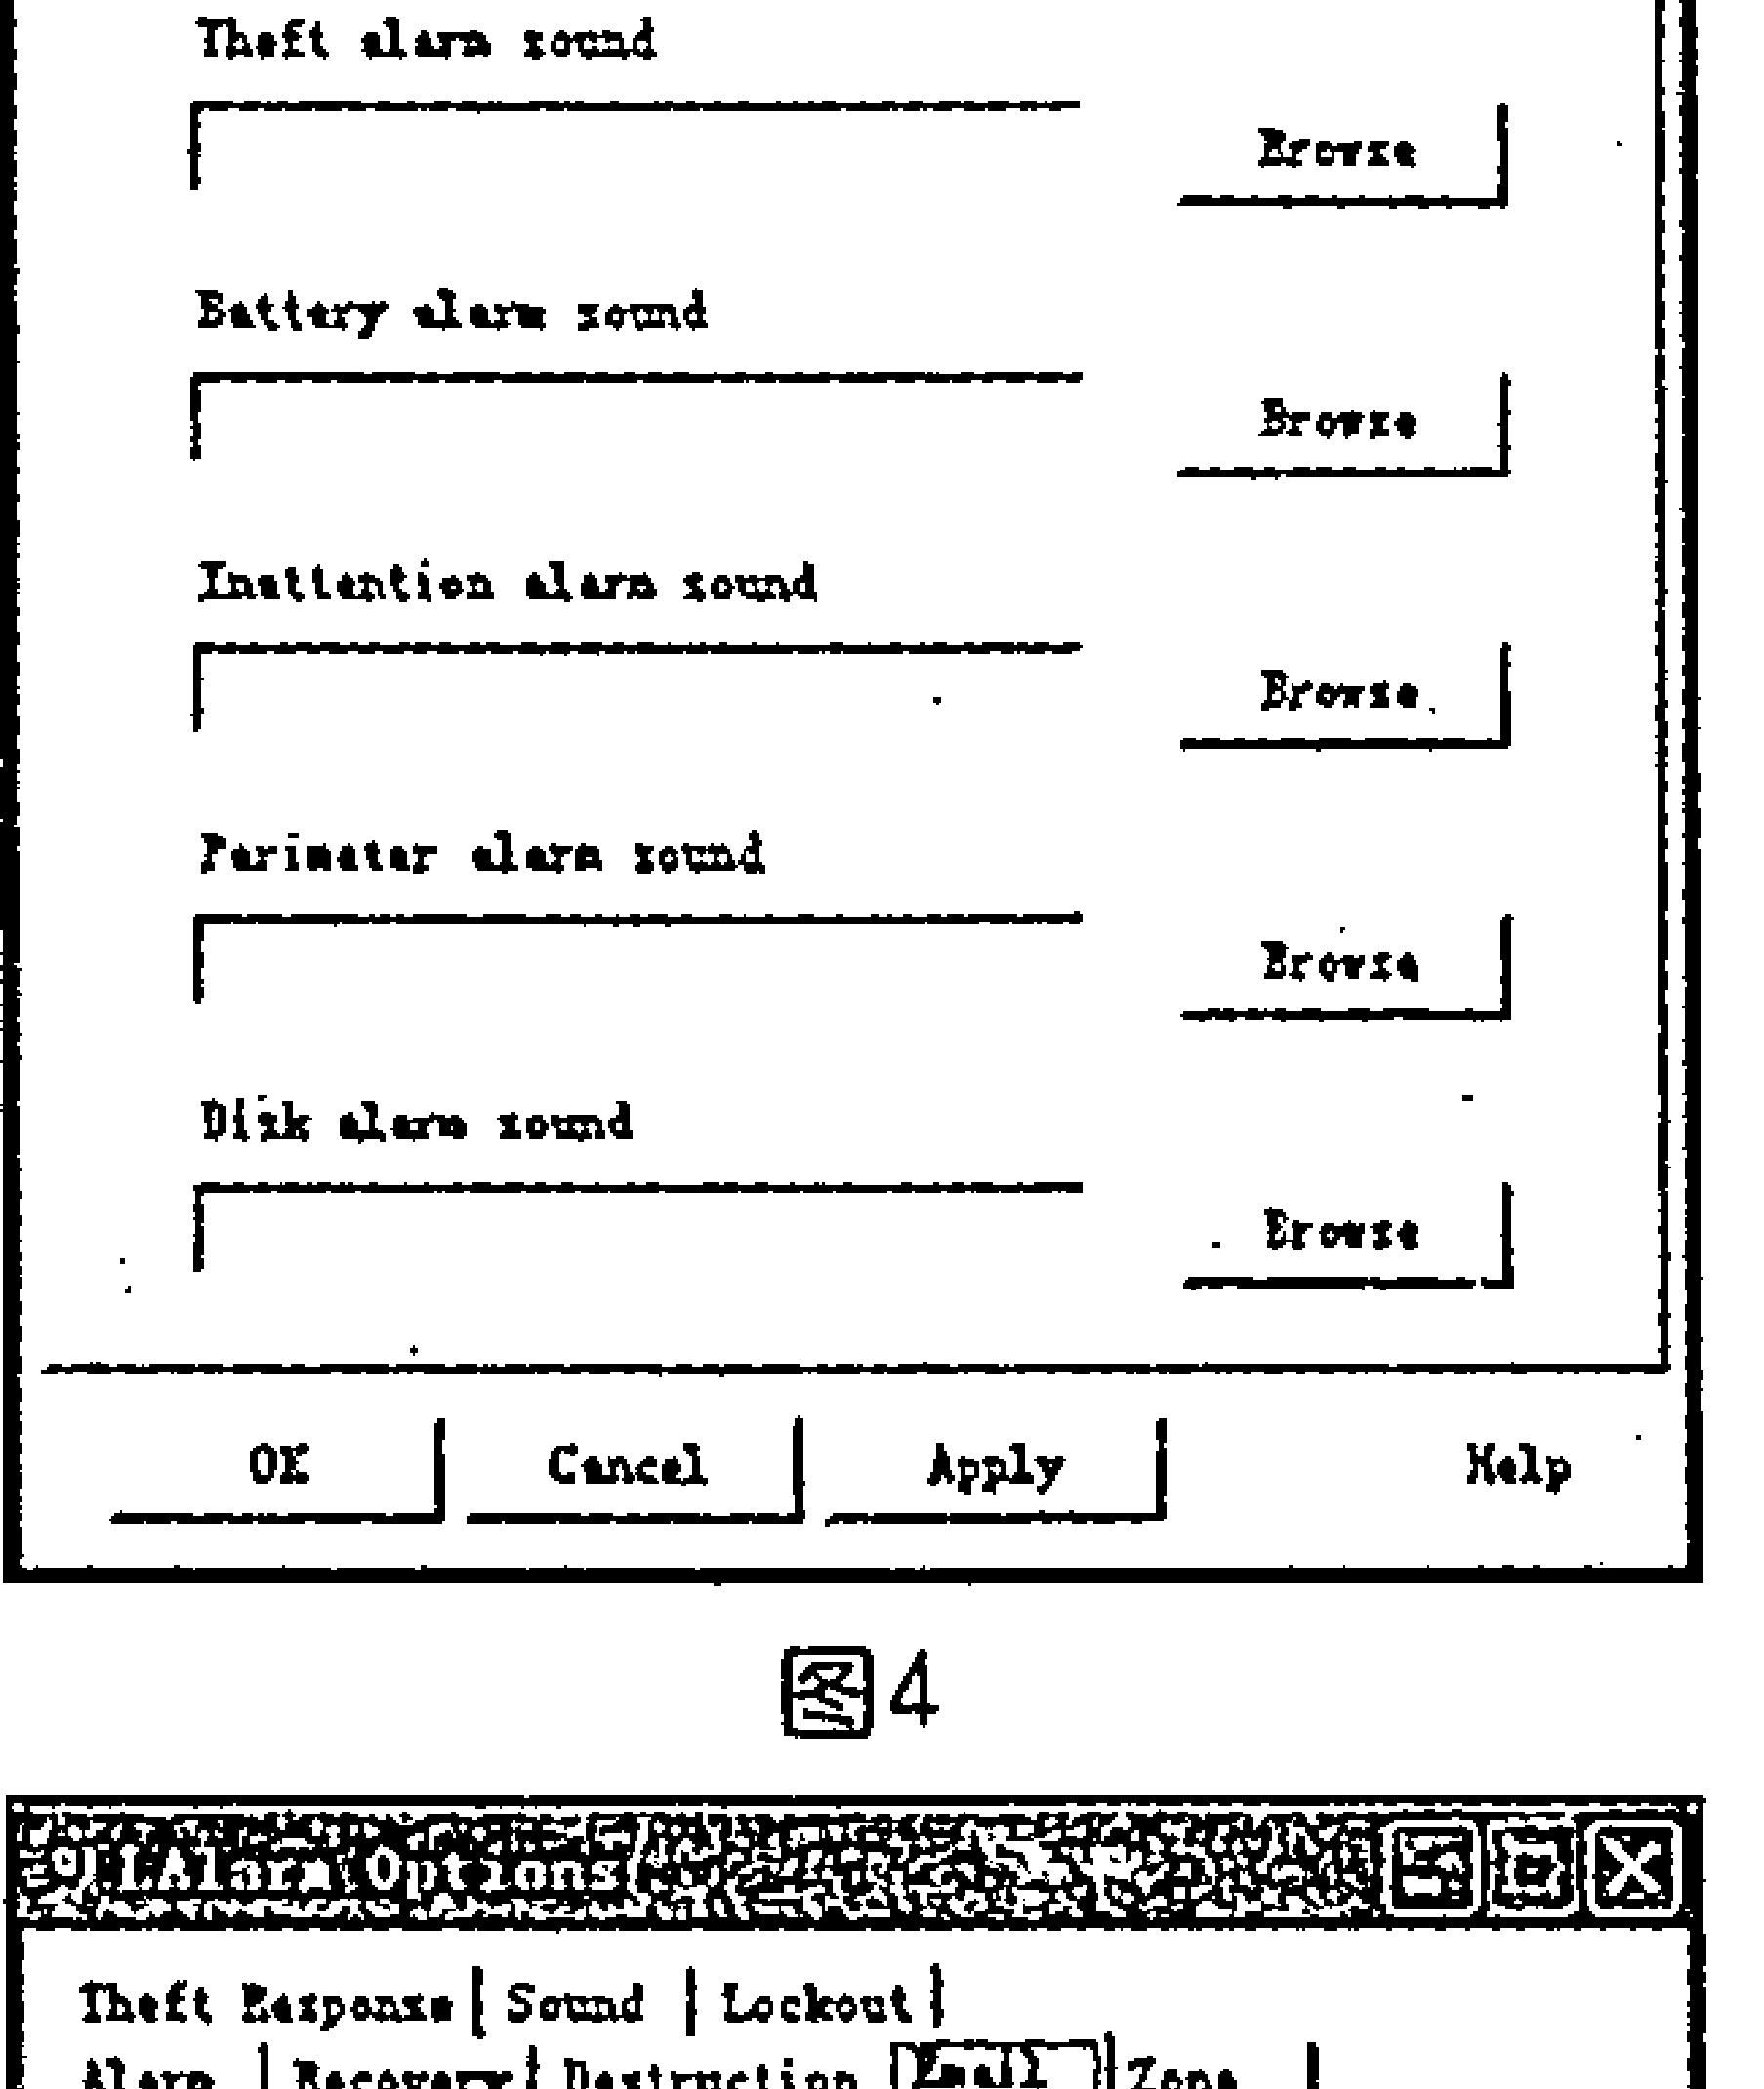 Theft alarm sound
Browse
Battery alarm sound
Browse
Inattention alarm sound
Browse
Perimeter alarm sound
Browse
Disk alarm sound
Browse
OK Cancel Apply Help
图4
Alarm Options
Theft Response Sound Lockout
Alarm Recovery Destruction Email Zone